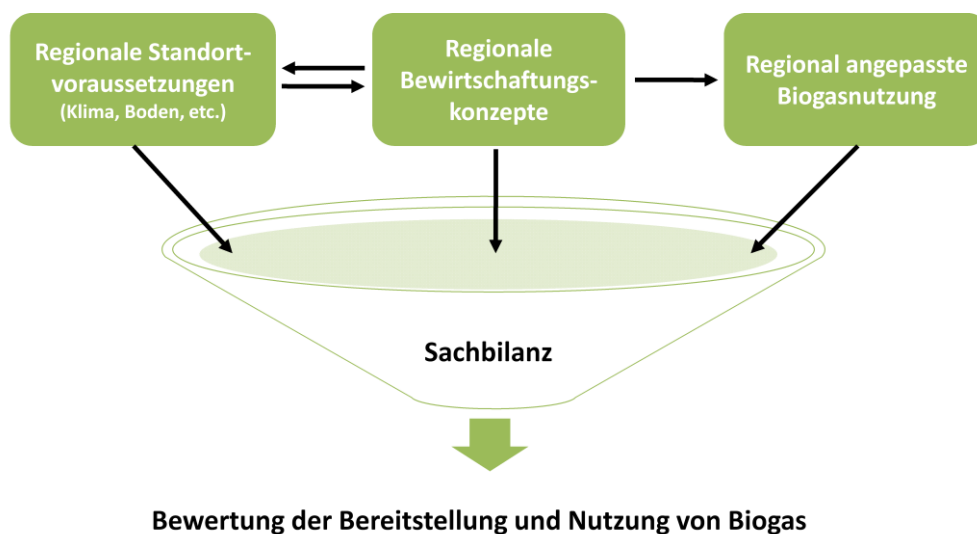 Regionale Standort-
voraussetzungen
(Klima, Boden, etc.)
Regionale
Bewirtschaftungs-
konzepte
Regional angepasste
Biogasnutzung
Sachbilanz
Bewertung der Bereitstellung und Nutzung von Biogas